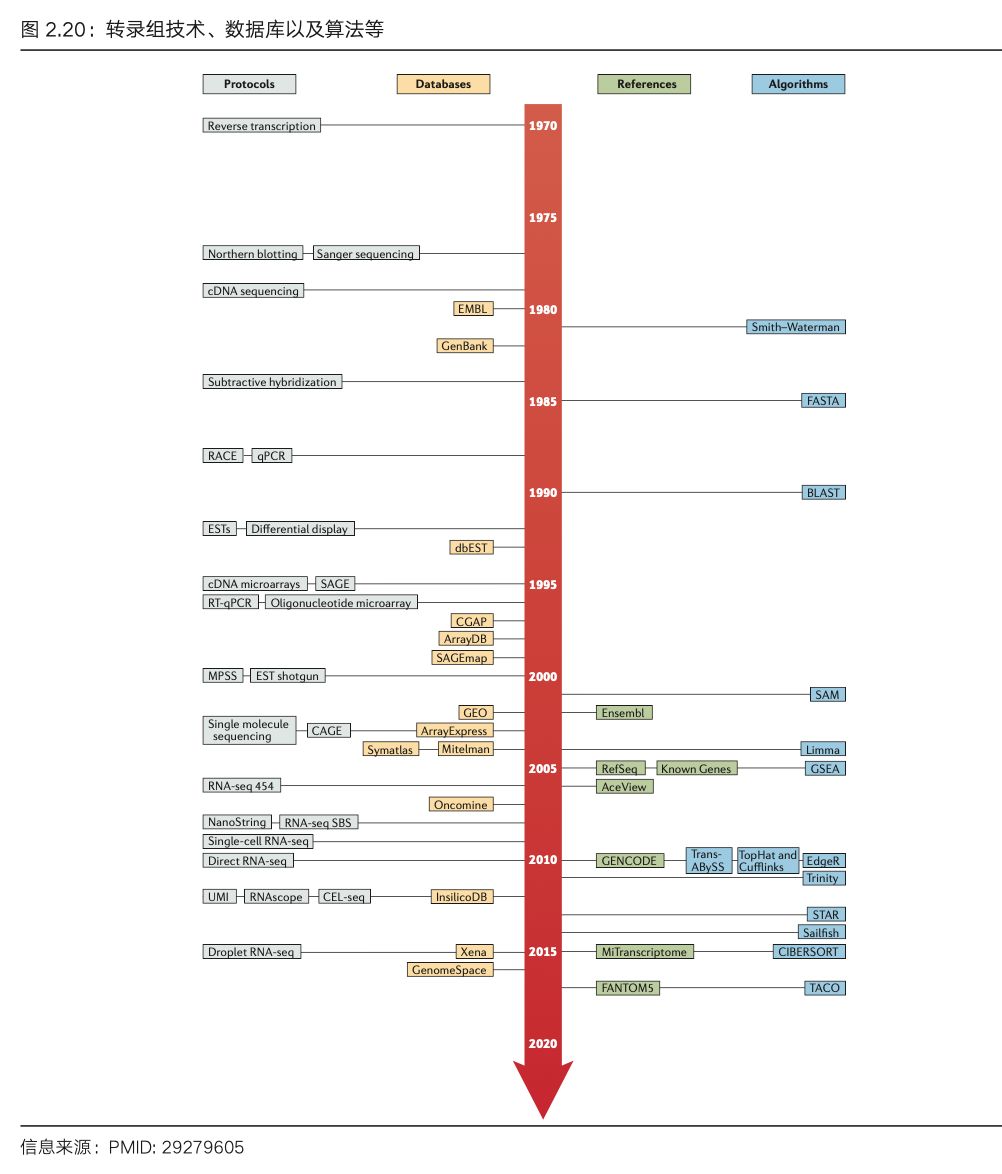 图 2.20：转录组技术、数据库以及算法等
Protocols
Databases
References
Algorithms
Reverse transcription
1970
1975
Northern blotting
Sanger sequencing
cDNA sequencing
EMBL
1980
Smith–Waterman
GenBank
Subtractive hybridization
1985
FASTA
RACE
qPCR
1990
BLAST
ESTs
Differential display
dbEST
cDNA microarrays
SAGE
1995
RT-qPCR
Oligonucleotide microarray
CGAP
ArrayDB
SAGEmap
MPSS
EST shotgun
2000
SAM
GEO
Ensembl
Single molecule
sequencing
CAGE
ArrayExpress
Symatlas
Mitelman
Limma
2005
RefSeq
Known Genes
GSEA
RNA-seq 454
AceView
Oncomine
NanoString
RNA-seq SBS
Single-cell RNA-seq
Direct RNA-seq
2010
GENCODE
Trans-
ABySS
TopHat and
Cufflinks
EdgeR
Trinity
UMI
RNAscope
CEL-seq
InsilicoDB
STAR
Sailfish
Droplet RNA-seq
Xena
2015
MiTranscriptome
CIBERSORT
GenomeSpace
FANTOM5
TACO
2020
信息来源：PMID: 29279605